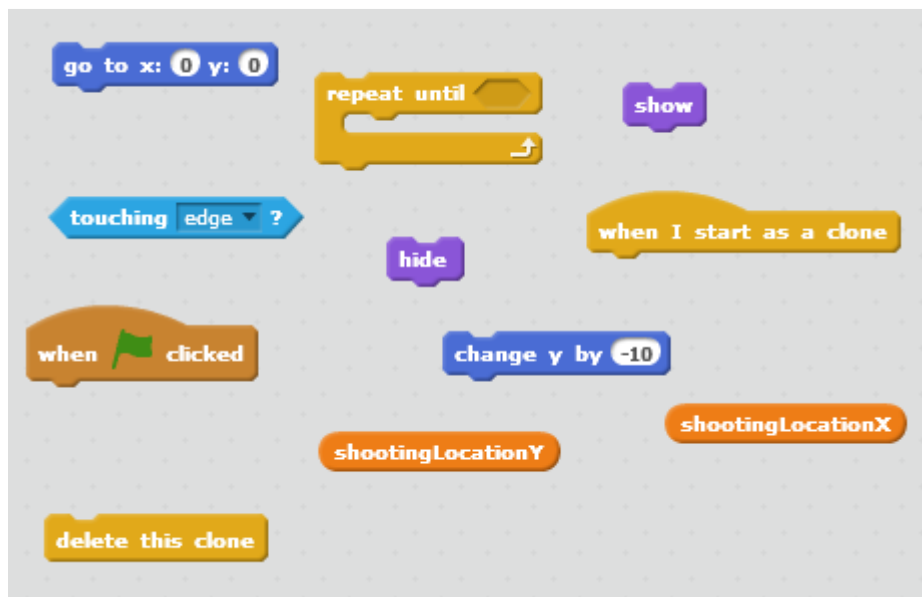 go to x: 0 y: 0
repeat until
show
touching edge ?
when I start as a clone
hide
when clicked
change y by -10
shootingLocationX
shootingLocationY
delete this clone